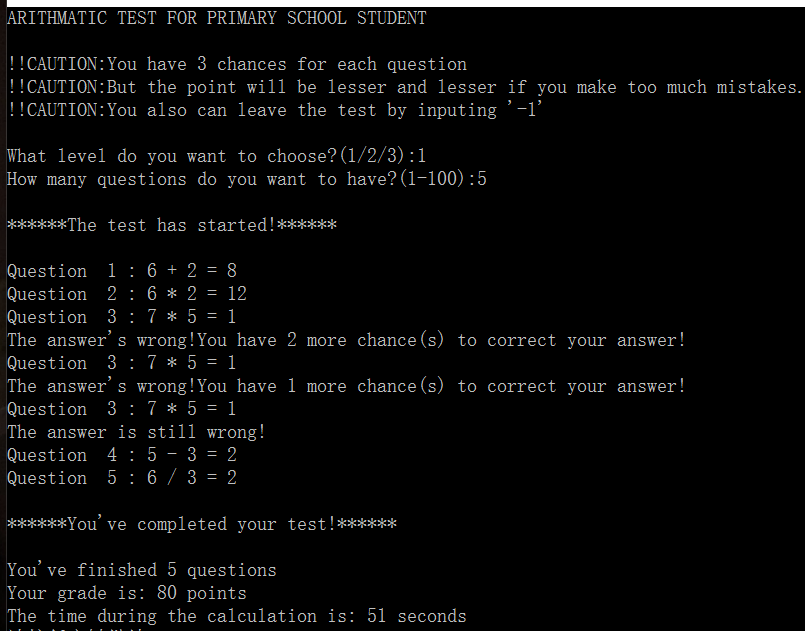 ARITHMATIC TEST FOR PRIMARY SCHOOL STUDENT
!!CAUTION:You have 3 chances for each question
!!CAUTION:But the point will be lesser and lesser if you make too much mistakes.
!!CAUTION:You also can leave the test by inputing '-1'
What level do you want to choose?(1/2/3):1
How many questions do you want to have?(1-100):5
******The test has started!******
Question  1 : 6 + 2 = 8
Question  2 : 6 * 2 = 12
Question  3 : 7 * 5 = 1
The answer's wrong!You have 2 more chance(s) to correct your answer!
Question  3 : 7 * 5 = 1
The answer's wrong!You have 1 more chance(s) to correct your answer!
Question  3 : 7 * 5 = 1
The answer is still wrong!
Question  4 : 5 - 3 = 2
Question  5 : 6 / 3 = 2
******You've completed your test!******
You've finished 5 questions
Your grade is: 80 points
The time during the calculation is: 51 seconds